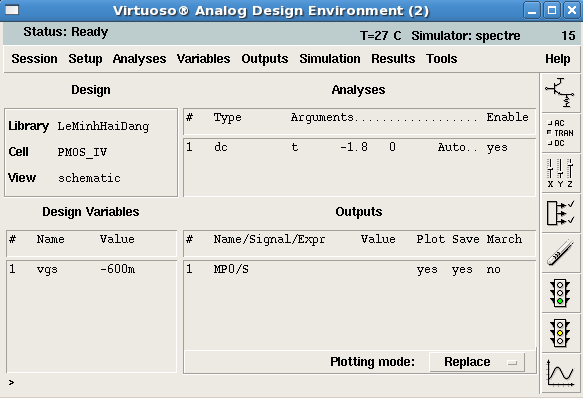 Virtuoso® Analog Design Environment (2)
Status: Ready T=27 C Simulator: spectre 15
Session Setup Analyses Variables Outputs Simulation Results Tools Help
Design
Library LeMinhHaiDang
Cell PMOS_IV
View schematic
Analyses
# Type Arguments.................. Enable
1 dc t -1.8 0 Auto.. yes
Design Variables
# Name Value
1 vgs -600m
Outputs
# Name/Signal/Expr Value Plot Save March
1 MP0/S yes yes no
Plotting mode: Replace
>
AC
TRAN
DC
X Y Z